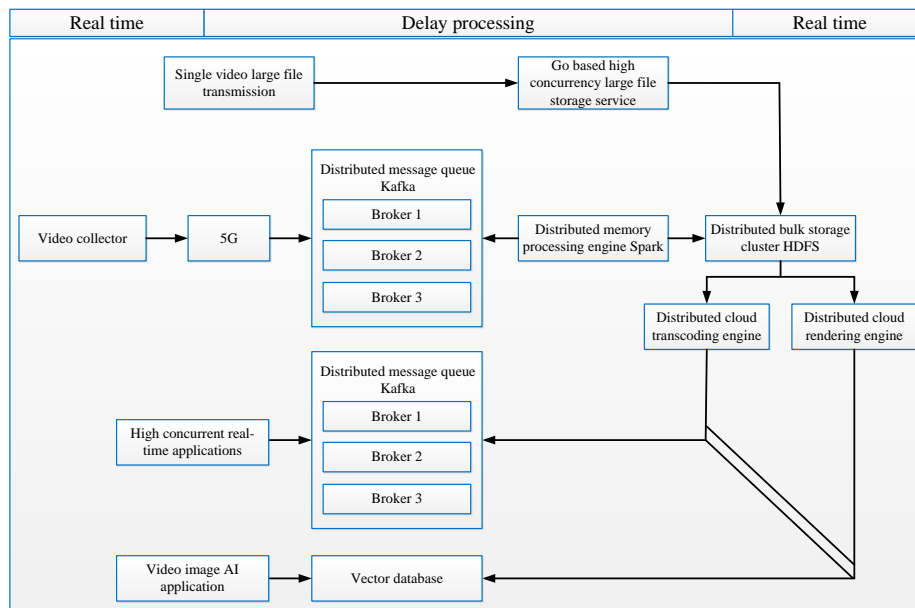 Real time
Delay processing
Real time
Single video large file
transmission
Go based high
concurrency large file
storage service
Distributed message queue
Kafka
Broker 1
Broker 2
Broker 3
Video collector
5G
Distributed memory
processing engine Spark
Distributed bulk storage
cluster HDFS
Distributed cloud
transcoding engine
Distributed cloud
rendering engine
Distributed message queue
Kafka
Broker 1
Broker 2
Broker 3
High concurrent real-
time applications
Video image AI
application
Vector database